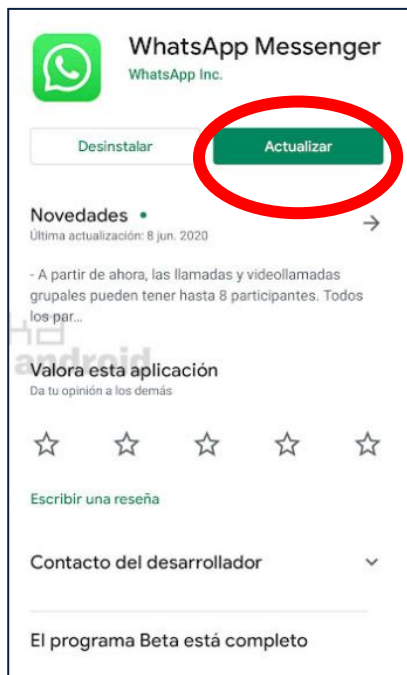 WhatsApp Messenger
WhatsApp Inc.
Desinstalar
Actualizar
Novedades •
Última actualización: 8 jun. 2020
- A partir de ahora, las llamadas y videollamadas
grupales pueden tener hasta 8 participantes. Todos
los par...
android
Valora esta aplicación
Da tu opinión a los demás
Escribir una reseña
Contacto del desarrollador
El programa Beta está completo